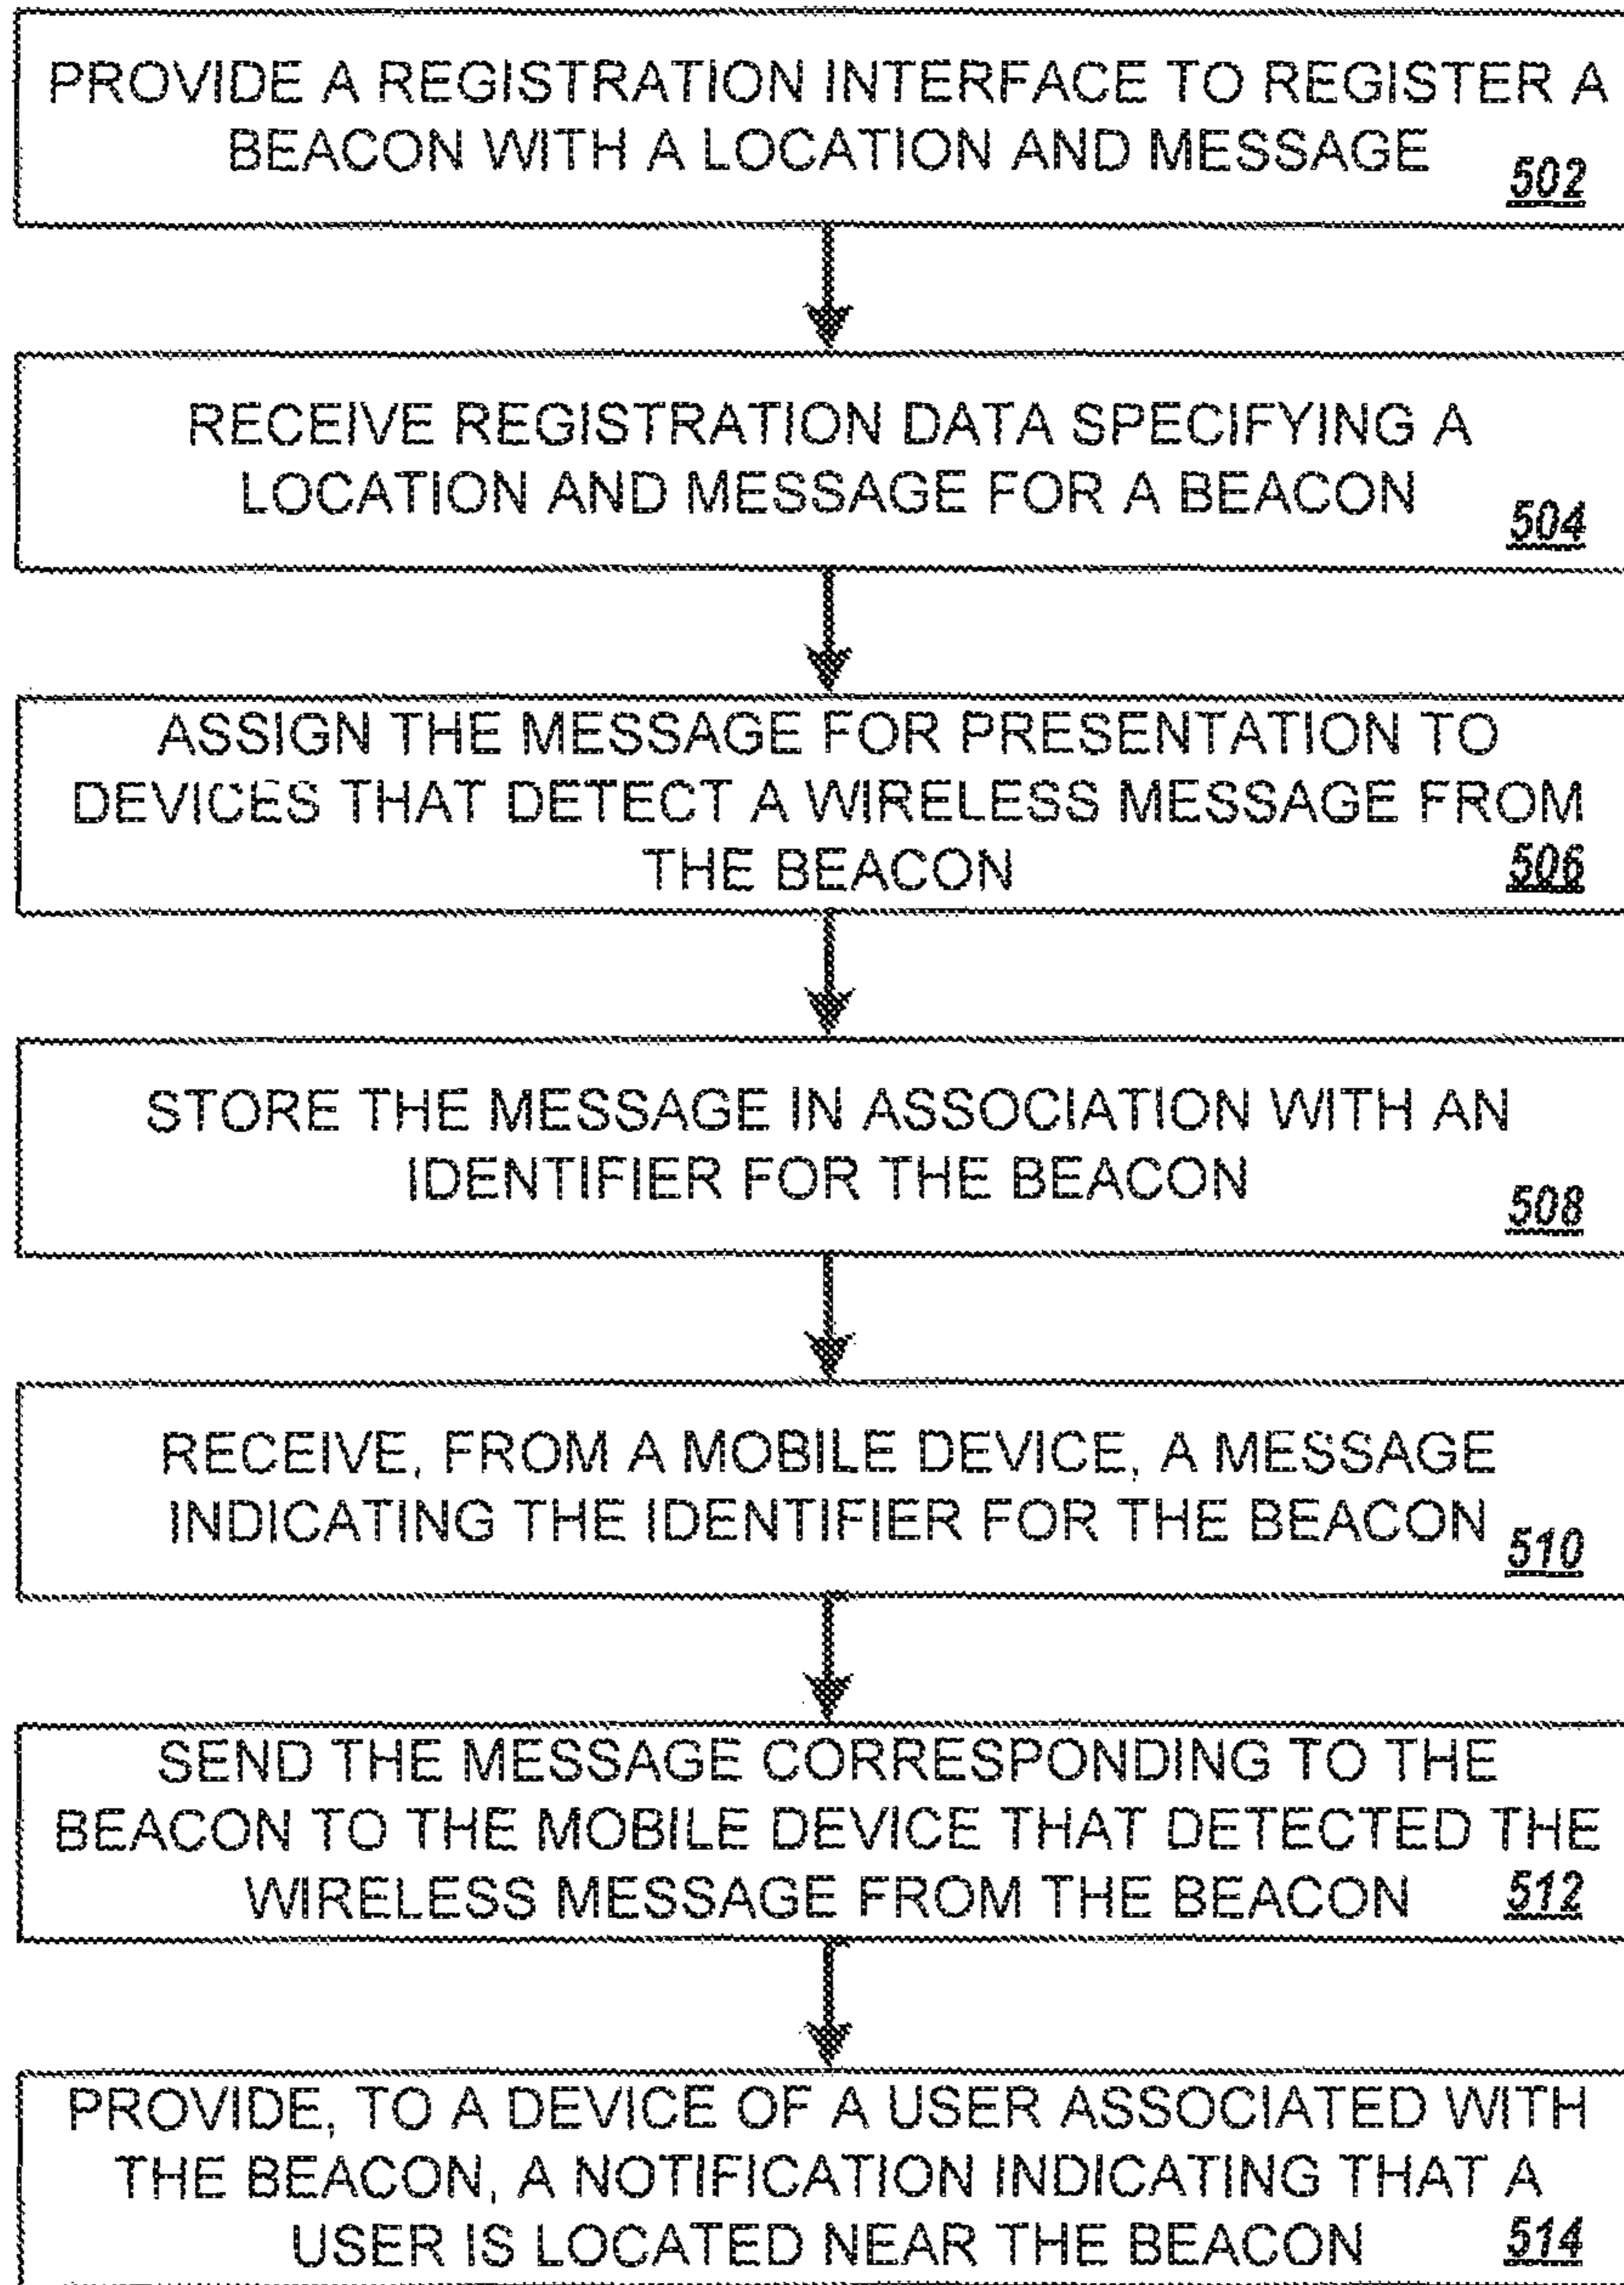 PROVIDE A REGISTRATION INTERFACE TO REGISTER A
BEACON WITH A LOCATION AND MESSAGE
502
RECEIVE REGISTRATION DATA SPECIFYING A
LOCATION AND MESSAGE FOR A BEACON
504
ASSIGN THE MESSAGE FOR PRESENTATION TO
DEVICES THAT DETECT A WIRELESS MESSAGE FROM
THE BEACON
506
STORE THE MESSAGE IN ASSOCIATION WITH AN
IDENTIFIER FOR THE BEACON
508
RECEIVE, FROM A MOBILE DEVICE, A MESSAGE
INDICATING THE IDENTIFIER FOR THE BEACON
510
SEND THE MESSAGE CORRESPONDING TO THE
BEACON TO THE MOBILE DEVICE THAT DETECTED THE
WIRELESS MESSAGE FROM THE BEACON
512
PROVIDE, TO A DEVICE OF A USER ASSOCIATED WITH
THE BEACON, A NOTIFICATION INDICATING THAT A
USER IS LOCATED NEAR THE BEACON
514